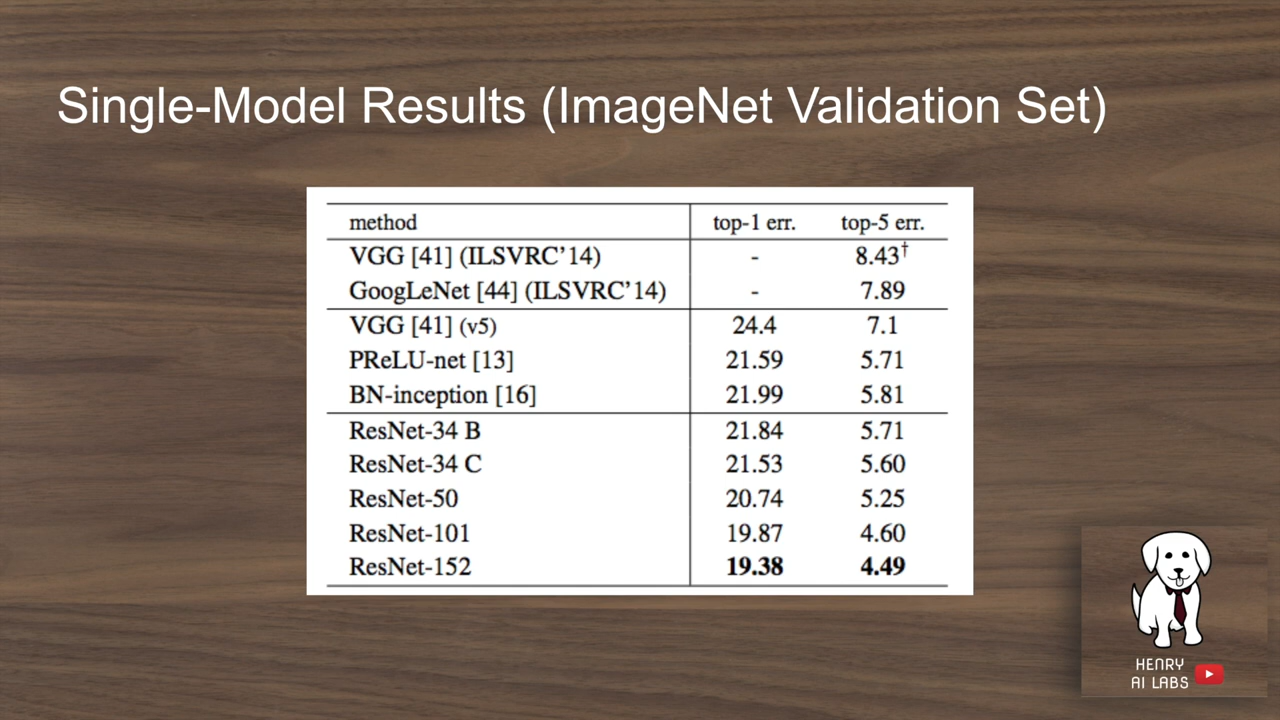 Single-Model Results (ImageNet Validation Set)
method top-1 err. top-5 err.
VGG [41] (ILSVRC'14) - 8.43†
GoogLeNet [44] (ILSVRC'14) - 7.89
VGG [41] (v5) 24.4 7.1
PReLU-net [13] 21.59 5.71
BN-inception [16] 21.99 5.81
ResNet-34 B 21.84 5.71
ResNet-34 C 21.53 5.60
ResNet-50 20.74 5.25
ResNet-101 19.87 4.60
ResNet-152 19.38 4.49
HENRY
AI LABS